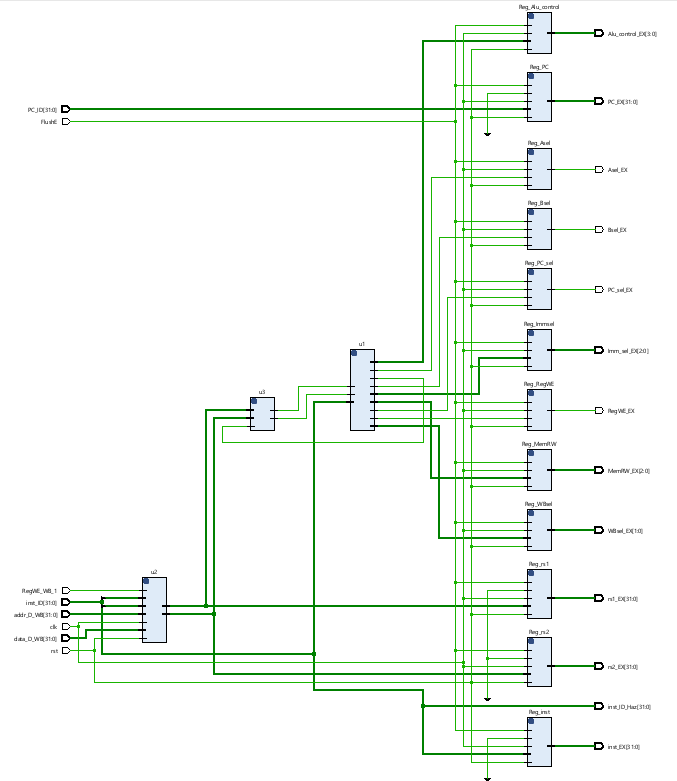 Reg_Alu_control
Alu_control_EX[3:0]
Reg_PC
PC_EX[31:0]
PC_ID[31:0]
FlushE
Reg_Asel
Asel_EX
Reg_Bsel
Bsel_EX
Reg_PC_sel
PC_sel_EX
Reg_Immsel
Imm_sel_EX[2:0]
u1
Reg_RegWE
RegWE_EX
u3
Reg_MemRW
MemRW_EX[2:0]
Reg_WBsel
WBsel_EX[1:0]
Reg_rs1
rs1_EX[31:0]
u2
RegWE_WB_1
inst_ID[31:0]
addr_D_WB[31:0]
clk
data_D_WB[31:0]
rst
Reg_rs2
rs2_EX[31:0]
inst_ID_Haz[31:0]
Reg_inst
inst_EX[31:0]